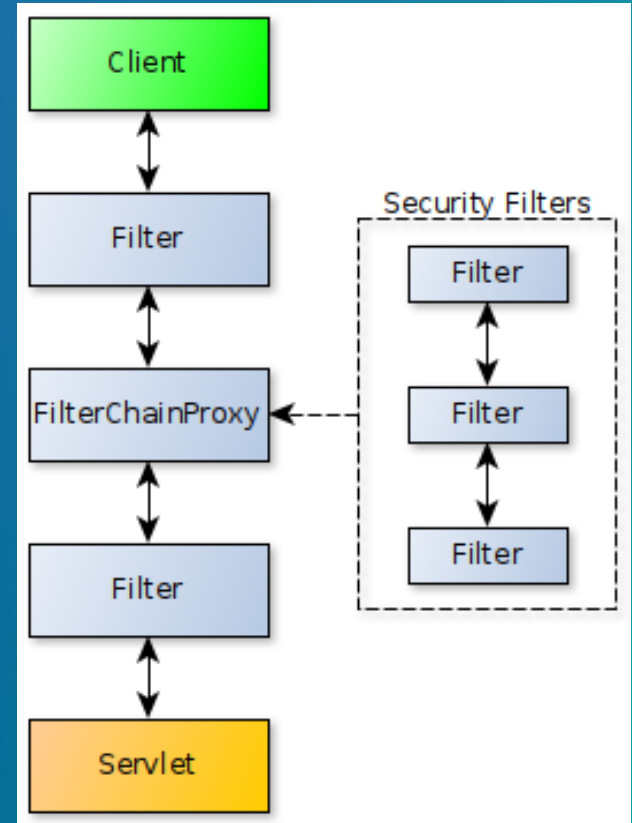 Client
Filter
FilterChainProxy
Filter
Servlet
Security Filters
Filter
Filter
Filter